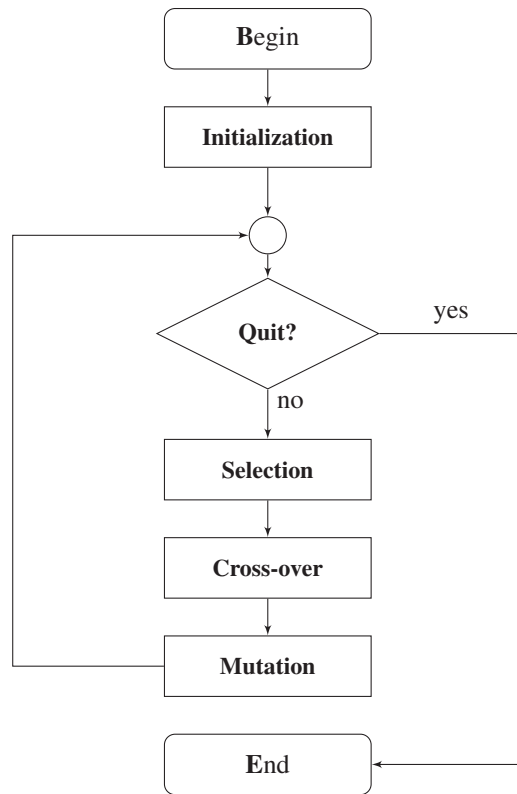 Begin
Initialization
Quit?
yes
no
Selection
Cross-over
Mutation
End